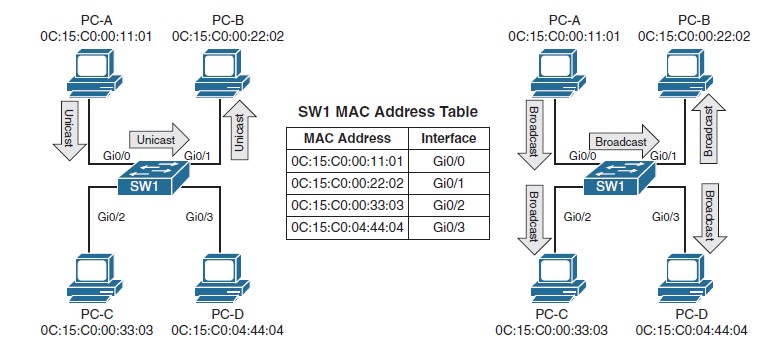 PC-A
0C:15:C0:00:11:01
PC-B
0C:15:C0:00:22:02
Unicast
Unicast
Unicast
Gi0/0
Gi0/1
SW1
Gi0/2
Gi0/3
PC-C
0C:15:C0:00:33:03
PC-D
0C:15:C0:04:44:04
SW1 MAC Address Table
MAC Address Interface
0C:15:C0:00:11:01 Gi0/0
0C:15:C0:00:22:02 Gi0/1
0C:15:C0:00:33:03 Gi0/2
0C:15:C0:04:44:04 Gi0/3
PC-A
0C:15:C0:00:11:01
PC-B
0C:15:C0:00:22:02
Broadcast
Broadcast
Broadcast
Gi0/0
Gi0/1
SW1
Broadcast
Gi0/2
Gi0/3
Broadcast
PC-C
0C:15:C0:00:33:03
PC-D
0C:15:C0:04:44:04